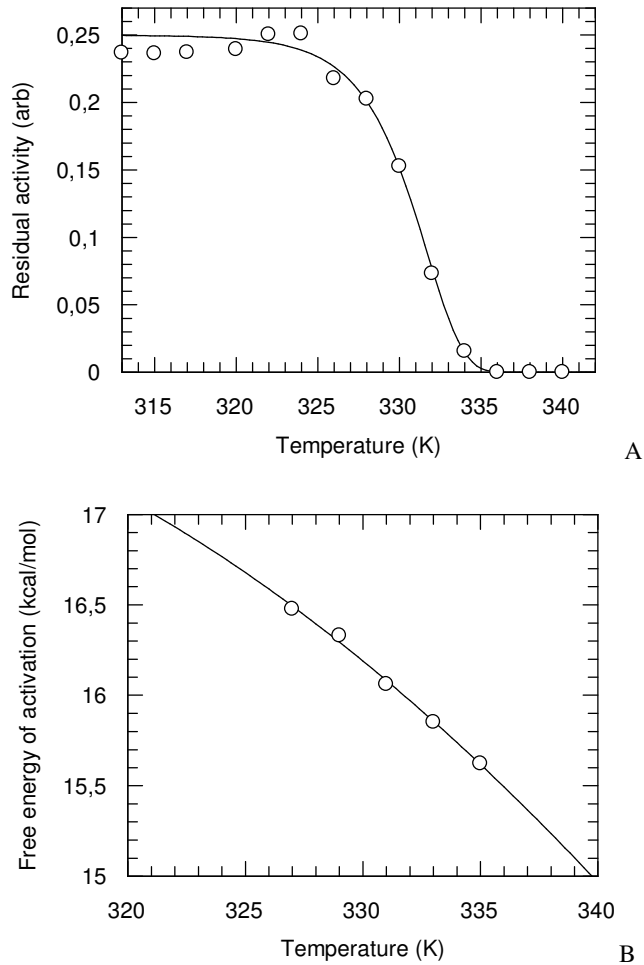 0,25
0,2
0,15
0,1
0,05
0
Residual activity (arb)
315 320 325 330 335 340
Temperature (K)
A
17
16,5
16
15,5
15
Free energy of activation (kcal/mol)
320 325 330 335 340
Temperature (K)
B